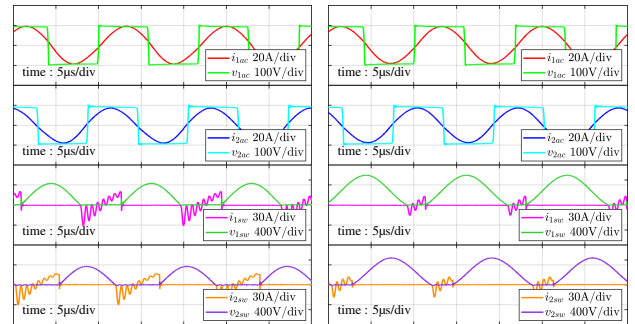 i1ac 20A/div
v1ac 100V/div
time : 5μs/div
i2ac 20A/div
v2ac 100V/div
time : 5μs/div
i1sw 30A/div
v1sw 400V/div
time : 5μs/div
i2sw 30A/div
v2sw 400V/div
time : 5μs/div
i1ac 20A/div
v1ac 100V/div
time : 5μs/div
i2ac 20A/div
v2ac 100V/div
time : 5μs/div
i1sw 30A/div
v1sw 400V/div
time : 5μs/div
i2sw 30A/div
v2sw 400V/div
time : 5μs/div